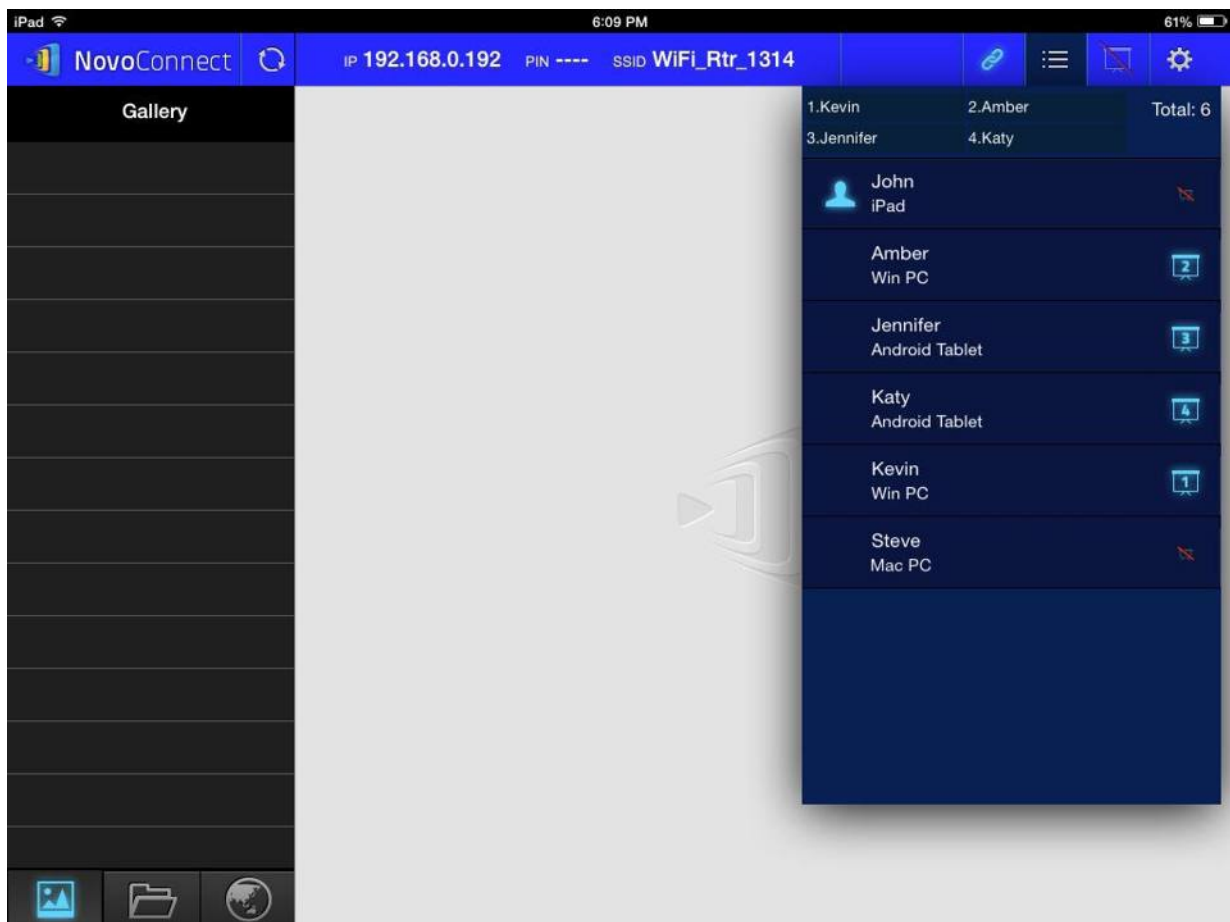 iPad 6:09 PM 61%
NovoConnect IP 192.168.0.192 PIN ---- SSID WiFi_Rtr_1314
Gallery
1.Kevin 2.Amber Total: 6
3.Jennifer 4.Katy
John
iPad
Amber
Win PC
2
Jennifer
Android Tablet
3
Katy
Android Tablet
4
Kevin
Win PC
1
Steve
Mac PC